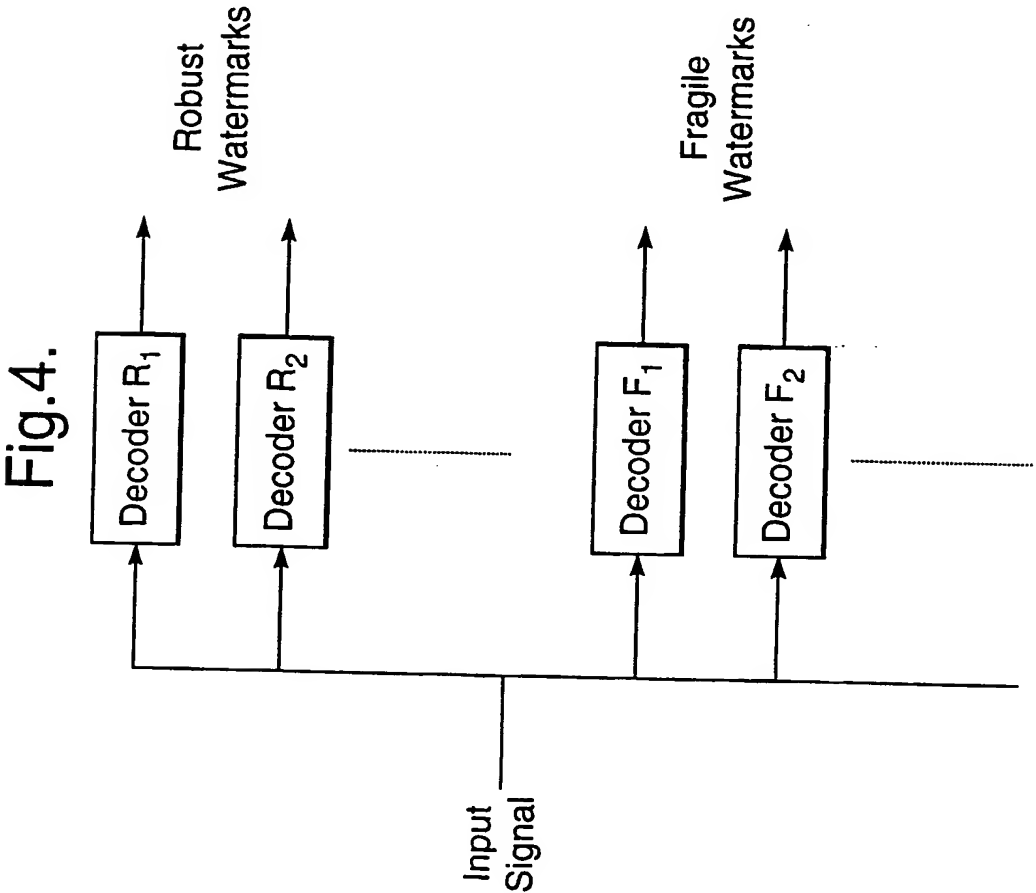 Fig.4.
Input
Signal
Decoder R₁
Decoder R₂
Decoder F₁
Decoder F₂
Robust
Watermarks
Fragile
Watermarks